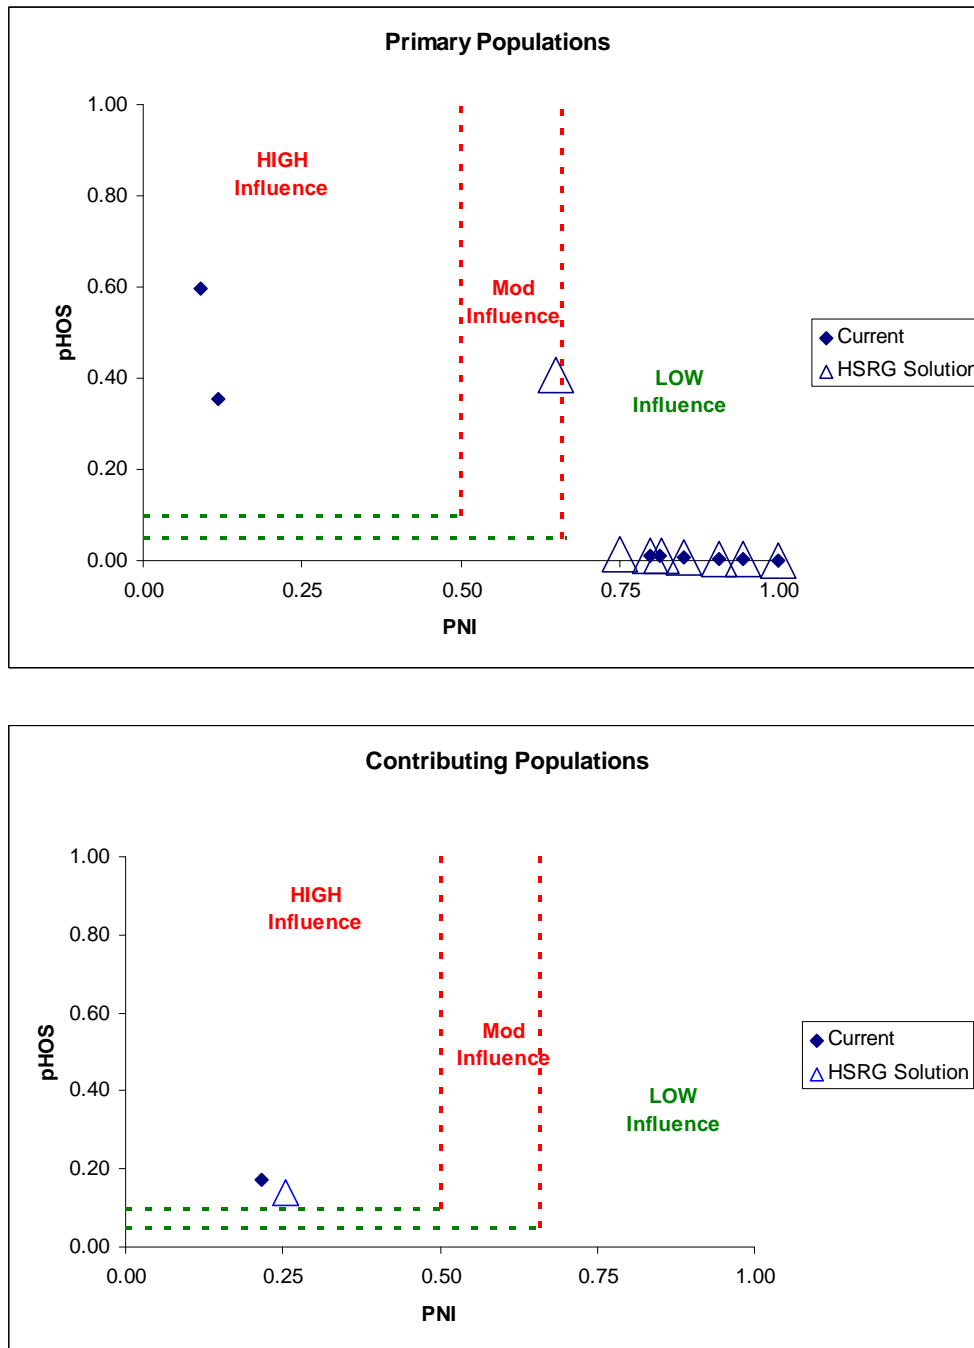 Primary Populations
1.00
0.80
0.60
0.40
0.20
0.00
pHOS
HIGH
Influence
Mod
Influence
LOW
Influence
Current
HSRG Solution
0.00 0.25 0.50 0.75 1.00
PNI
Contributing Populations
1.00
0.80
0.60
0.40
0.20
0.00
pHOS
HIGH
Influence
Mod
Influence
LOW
Influence
Current
HSRG Solution
0.00 0.25 0.50 0.75 1.00
PNI